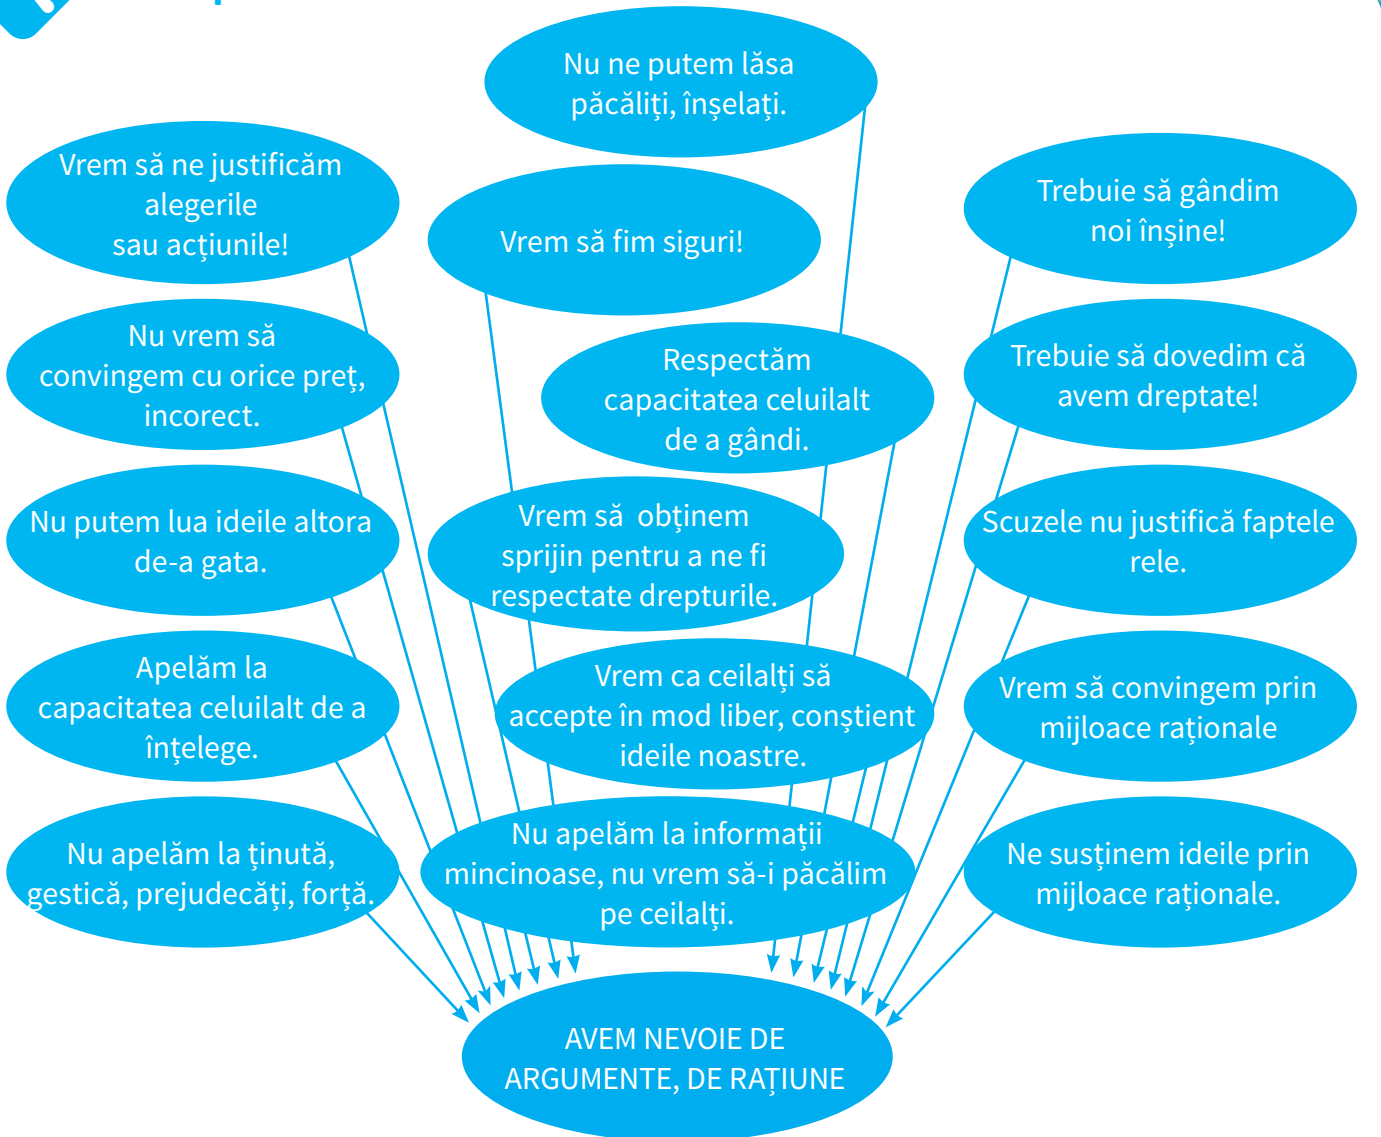 Nu ne putem lăsa
păcăliți, înșelați.
Vrem să ne justificăm
alegerile
sau acțiunile!
Vrem să fim siguri!
Trebuie să gândim
noi înșine!
Nu vrem să
convingem cu orice preț,
incorect.
Respectăm
capacitatea celuilalt
de a gândi.
Trebuie să dovedim că
avem dreptate!
Nu putem lua ideile altora
de-a gata.
Vrem să  obținem
sprijin pentru a ne fi
respectate drepturile.
Scuzele nu justifică faptele
rele.
Apelăm la
capacitatea celuilalt de a
înțelege.
Vrem ca ceilalți să
accepte în mod liber, conștient
ideile noastre.
Vrem să convingem prin
mijloace raționale
Nu apelăm la ținută,
gestică, prejudecăți, forță.
Nu apelăm la informații
mincinoase, nu vrem să-i păcălim
pe ceilalți.
Ne susținem ideile prin
mijloace raționale.
AVEM NEVOIE DE
ARGUMENTE, DE RAȚIUNE